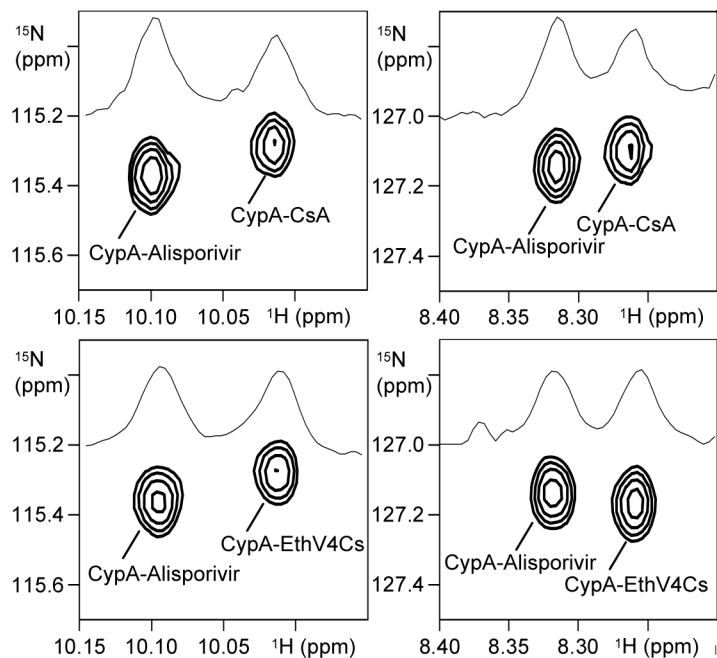 ¹⁵N
(ppm)
115.2
115.4
115.6
CypA-Alisporivir
CypA-CsA
10.15 10.10 10.05 ¹H (ppm)
¹⁵N
(ppm)
127.0
127.2
127.4
CypA-Alisporivir
CypA-CsA
8.40 8.35 8.30 ¹H (ppm)
¹⁵N
(ppm)
115.2
115.4
115.6
CypA-Alisporivir
CypA-EthV4Cs
10.15 10.10 10.05 ¹H (ppm)
¹⁵N
(ppm)
127.0
127.2
127.4
CypA-Alisporivir
CypA-EthV4Cs
8.40 8.35 8.30 ¹H (ppm)